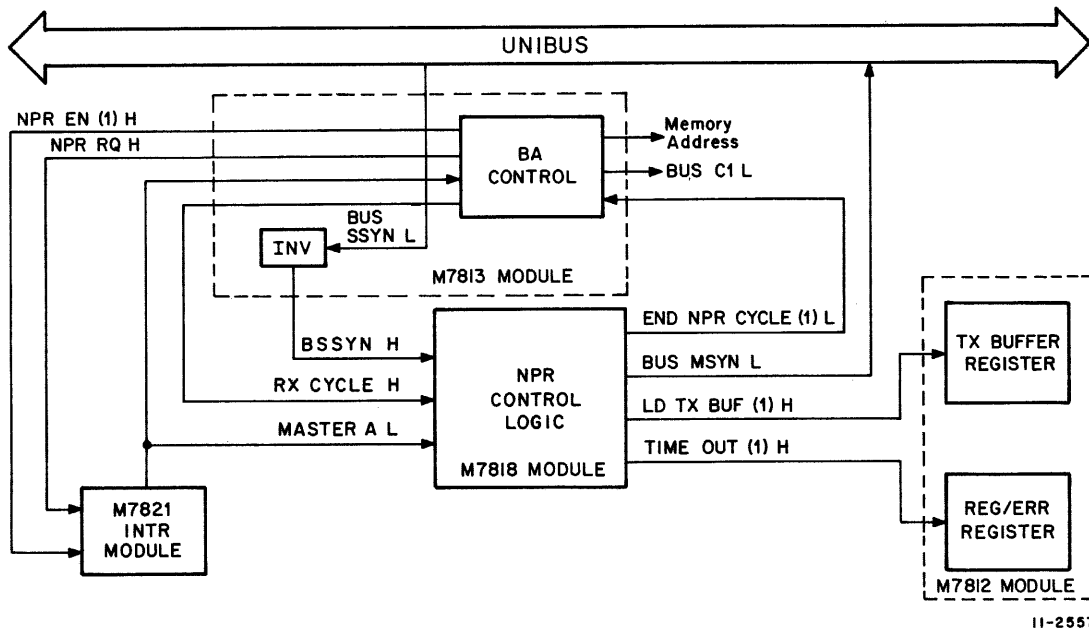 UNIBUS
NPR EN (1) H
NPR RQ H
BA
CONTROL
Memory
Address
BUS C1 L
BUS
SSYN L
INV
M7813 MODULE
BSSYN H
RX CYCLE H
MASTER A L
NPR
CONTROL
LOGIC
M7818 MODULE
END NPR CYCLE (1) L
BUS MSYN L
LD TX BUF (1) H
TIME OUT (1) H
TX BUFFER
REGISTER
REG/ERR
REGISTER
M7812 MODULE
M7821
INTR
MODULE